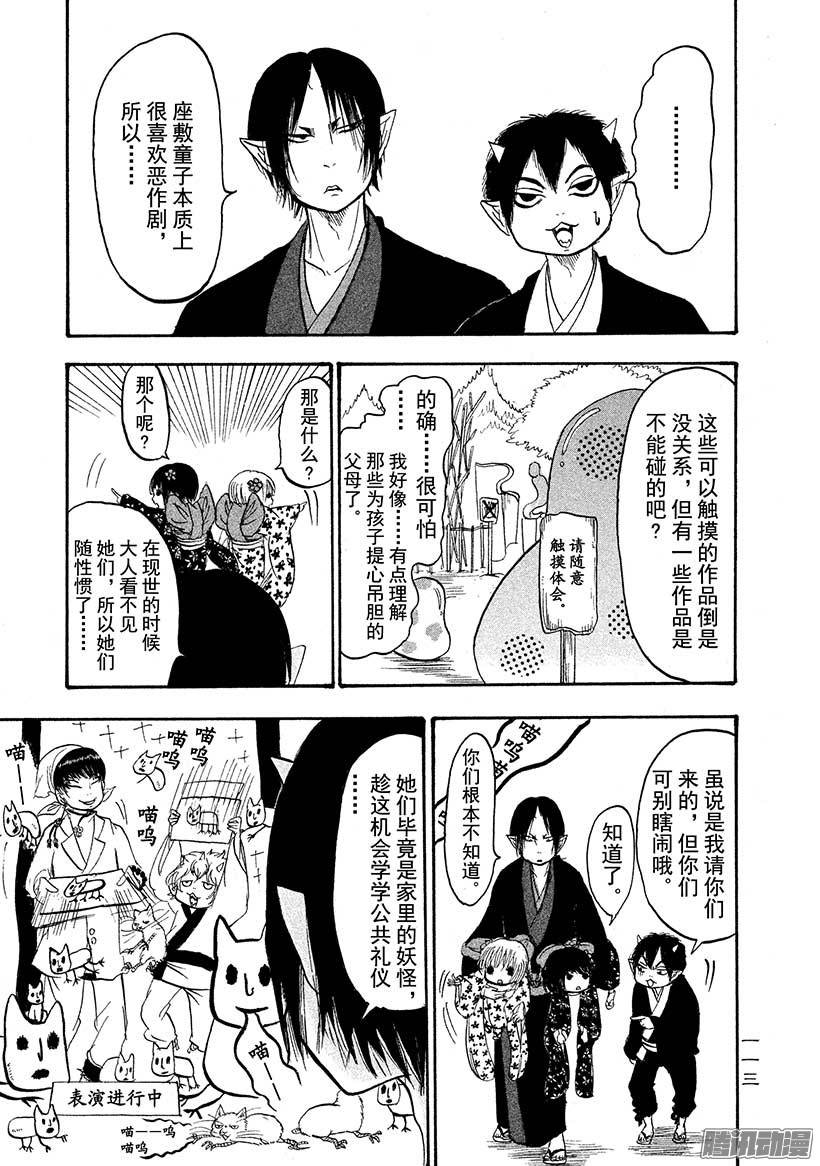 ……
座敷童子本质上
很喜欢恶作剧，
所以……
这些可以触摸的作品倒是
没关系，但有一些作品是
不能碰的吧？
请随意
触摸体会。
的确……很可怕
……
我好像……有点理解
那些为孩子提心吊胆的
父母了。
那是什么？
那个呢？
在现世的时候
大人看不见
她们，所以她们
随性惯了……
虽说是我请你们
来的，但你们
可别瞎闹哦。
知道了。
你们根本不知道。
喵呜
她们毕竟是家里的妖怪，
趁这机会学学公共礼仪
……
喵呜
喵——
喵呜
喵——
表演进行中
喵——呜
喵呜
一一三
腾讯动漫